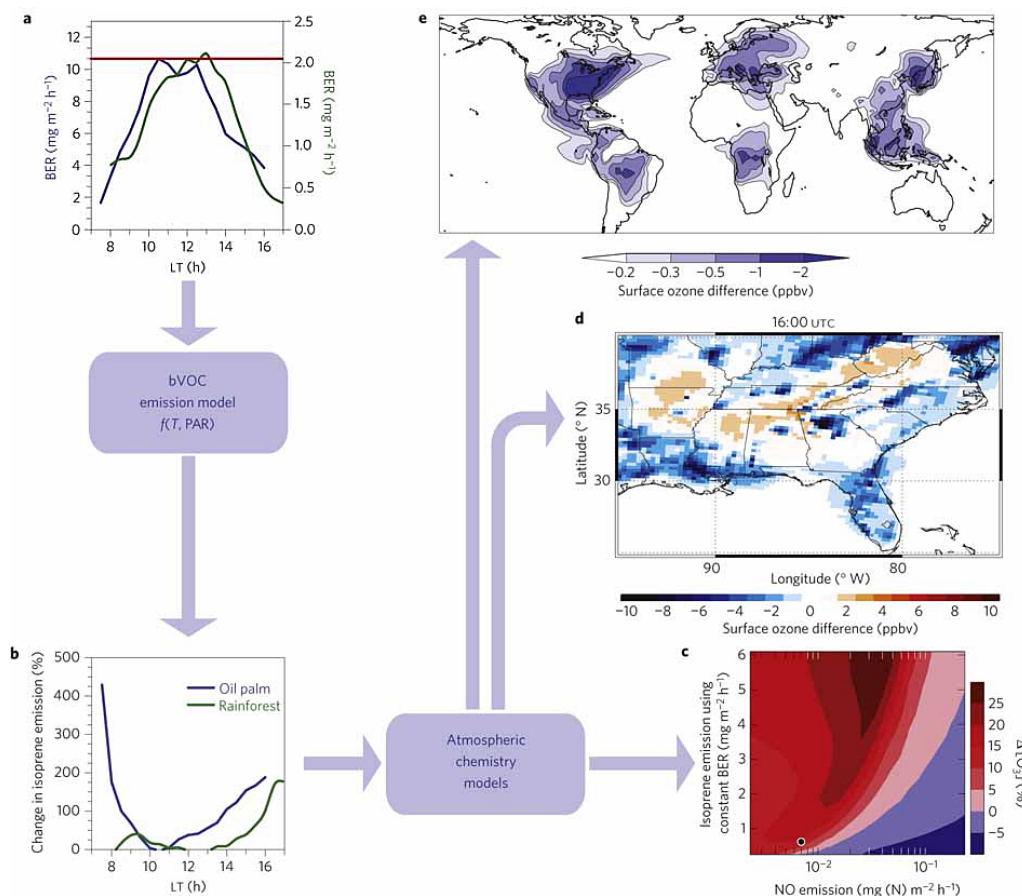 a
12
10
8
6
4
2
0
BER (mg m−2 h−1)
2.5
2.0
1.5
1.0
0.5
0.0
BER (mg m−2 h−1)
8 10 12 14 16
LT (h)
bVOC
emission model
f(T, PAR)
b
500
400
300
200
100
0
Change in isoprene emission (%)
Oil palm
Rainforest
8 10 12 14 16
LT (h)
Atmospheric
chemistry
models
e
−0.2 −0.3 −0.5 −1 −2
Surface ozone difference (ppbv)
d
16:00 UTC
35
30
Latitude (° N)
90 80
Longitude (° W)
−10 −8 −6 −4 −2 0 2 4 6 8 10
Surface ozone difference (ppbv)
c
6
5
4
3
2
1
Isoprene emission using
constant BER (mg m−2 h−1)
10−2 10−1
NO emission (mg (N) m−2 h−1)
25
20
15
10
5
0
−5
Δ[O3] (%)